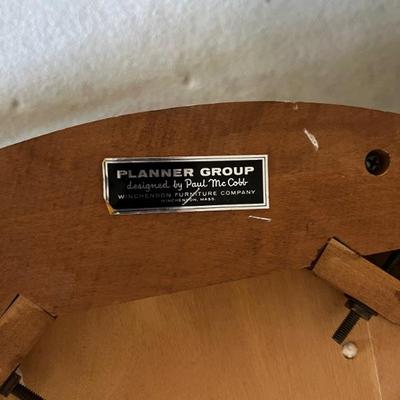 PLANNER GROUP
designed by Paul McCobb
WINCHENDON FURNITURE COMPANY
WINCHENDON, MASS.